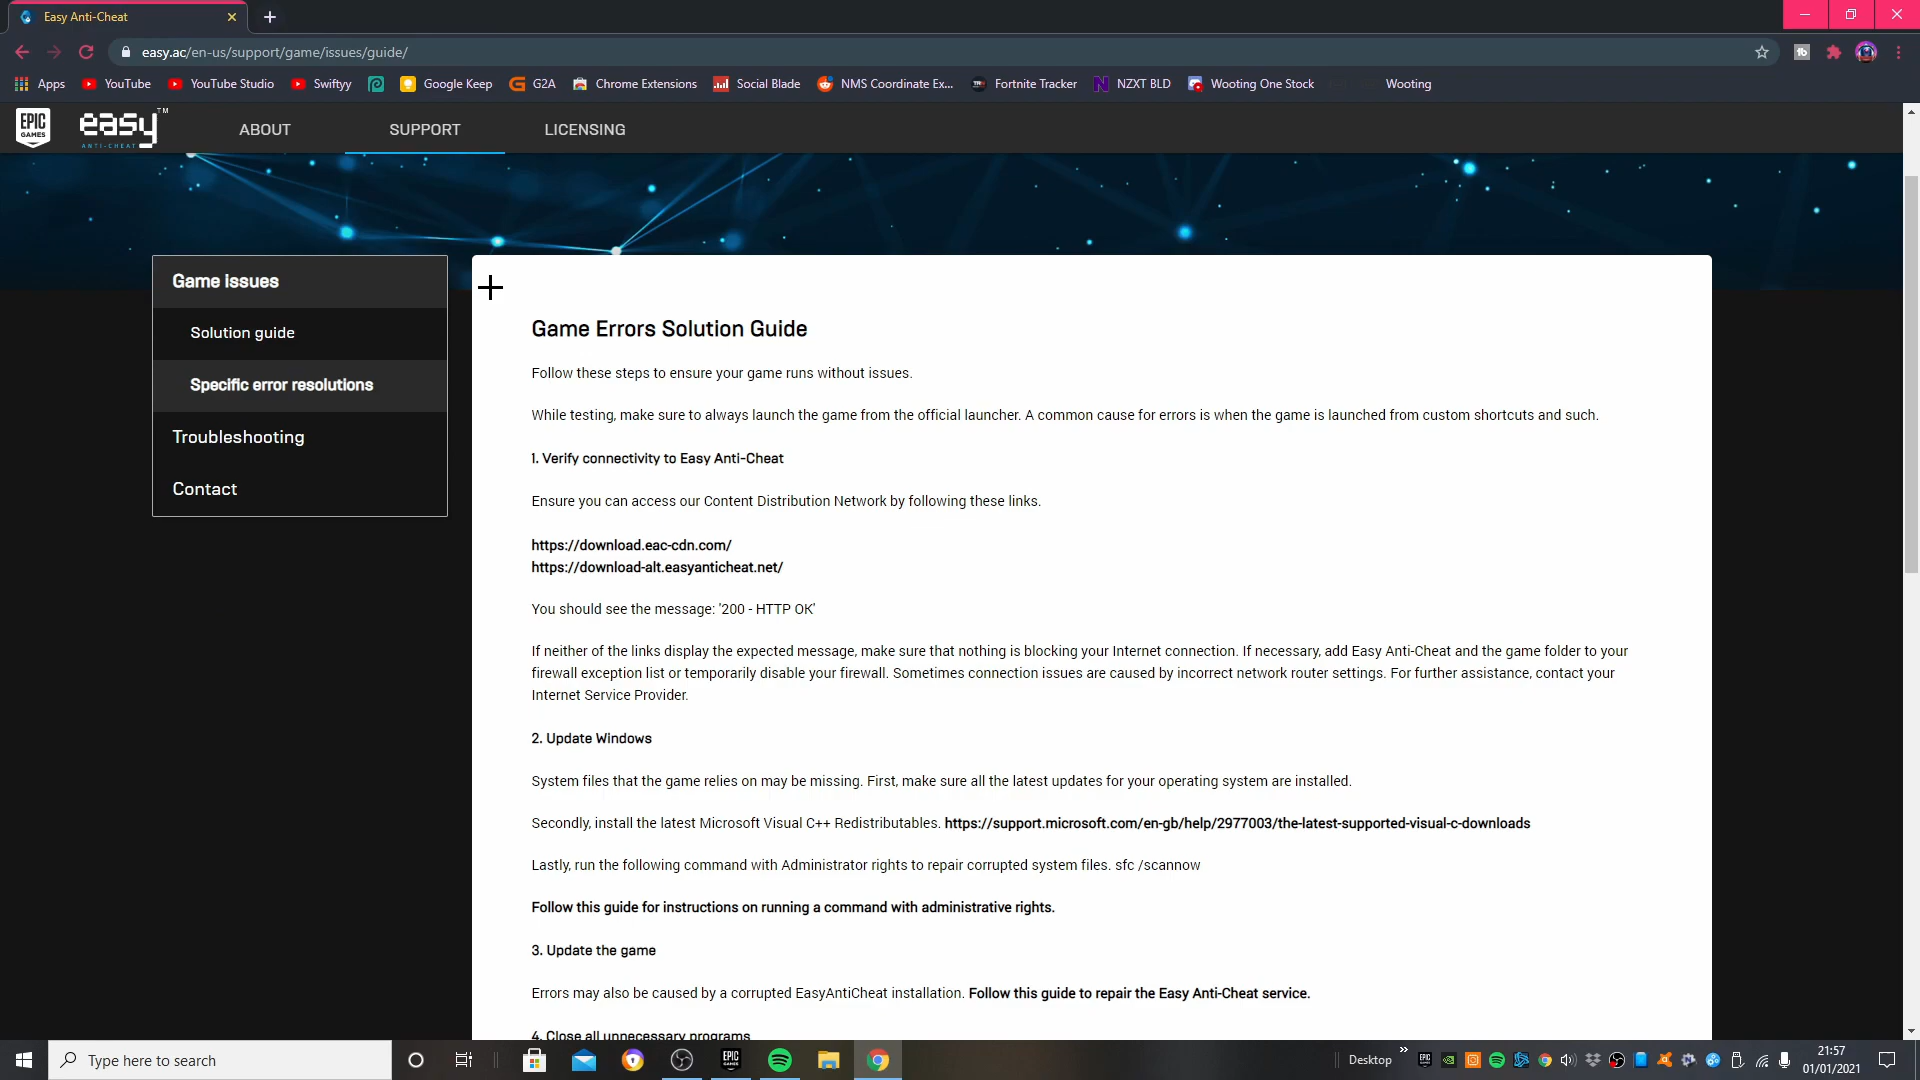 Easy Anti-Cheat
easy.ac/en-us/support/game/issues/guide/
Apps YouTube YouTube Studio Swiftyy Google Keep G2A Chrome Extensions Social Blade NMS Coordinate Ex... Fortnite Tracker NZXT BLD Wooting One Stock Wooting
EPIC GAMES easy ANTI-CHEAT TM ABOUT SUPPORT LICENSING
Game issues
Solution guide
Specific error resolutions
Troubleshooting
Contact
Game Errors Solution Guide
Follow these steps to ensure your game runs without issues.
While testing, make sure to always launch the game from the official launcher. A common cause for errors is when the game is launched from custom shortcuts and such.
1. Verify connectivity to Easy Anti-Cheat
Ensure you can access our Content Distribution Network by following these links.
https://download.eac-cdn.com/
https://download-alt.easyanticheat.net/
You should see the message: '200 - HTTP OK'
If neither of the links display the expected message, make sure that nothing is blocking your Internet connection. If necessary, add Easy Anti-Cheat and the game folder to your
firewall exception list or temporarily disable your firewall. Sometimes connection issues are caused by incorrect network router settings. For further assistance, contact your
Internet Service Provider.
2. Update Windows
System files that the game relies on may be missing. First, make sure all the latest updates for your operating system are installed.
Secondly, install the latest Microsoft Visual C++ Redistributables. https://support.microsoft.com/en-gb/help/2977003/the-latest-supported-visual-c-downloads
Lastly, run the following command with Administrator rights to repair corrupted system files. sfc /scannow
Follow this guide for instructions on running a command with administrative rights.
3. Update the game
Errors may also be caused by a corrupted EasyAntiCheat installation. Follow this guide to repair the Easy Anti-Cheat service.
4. Close all unnecessary programs
Type here to search
EPIC GAMES
Desktop
21:57
01/01/2021